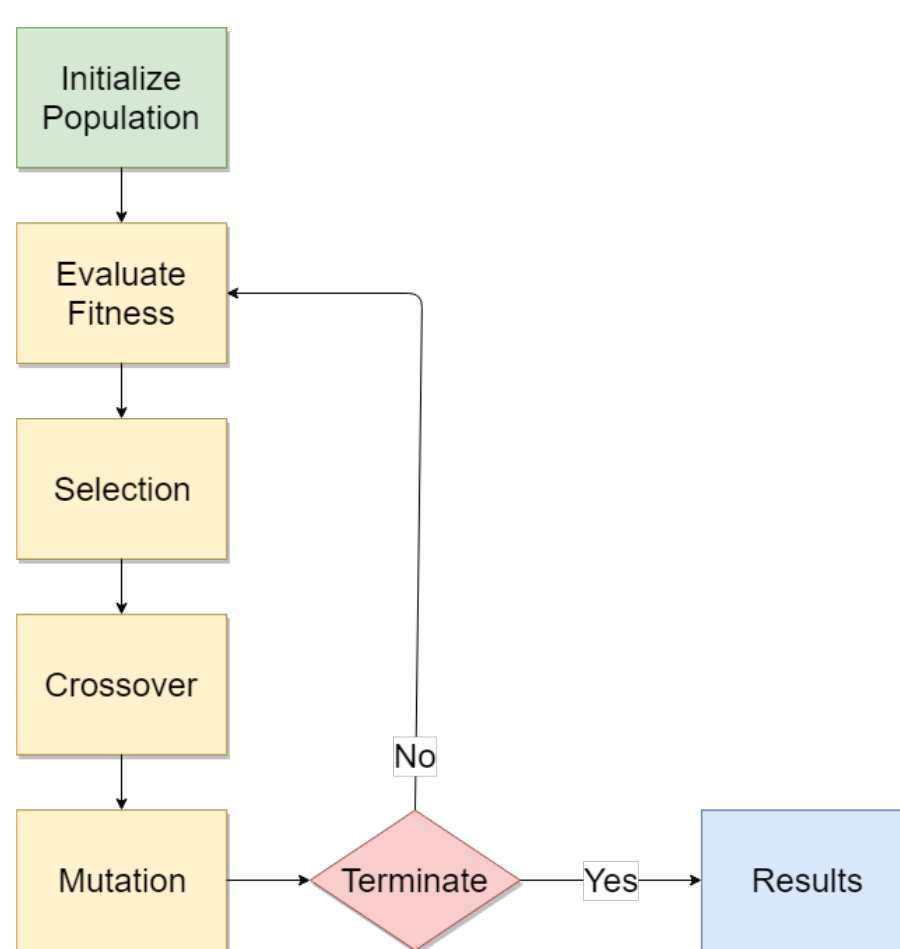 Initialize
Population
Evaluate
Fitness
Selection
Crossover
No
Mutation
Terminate
Yes
Results